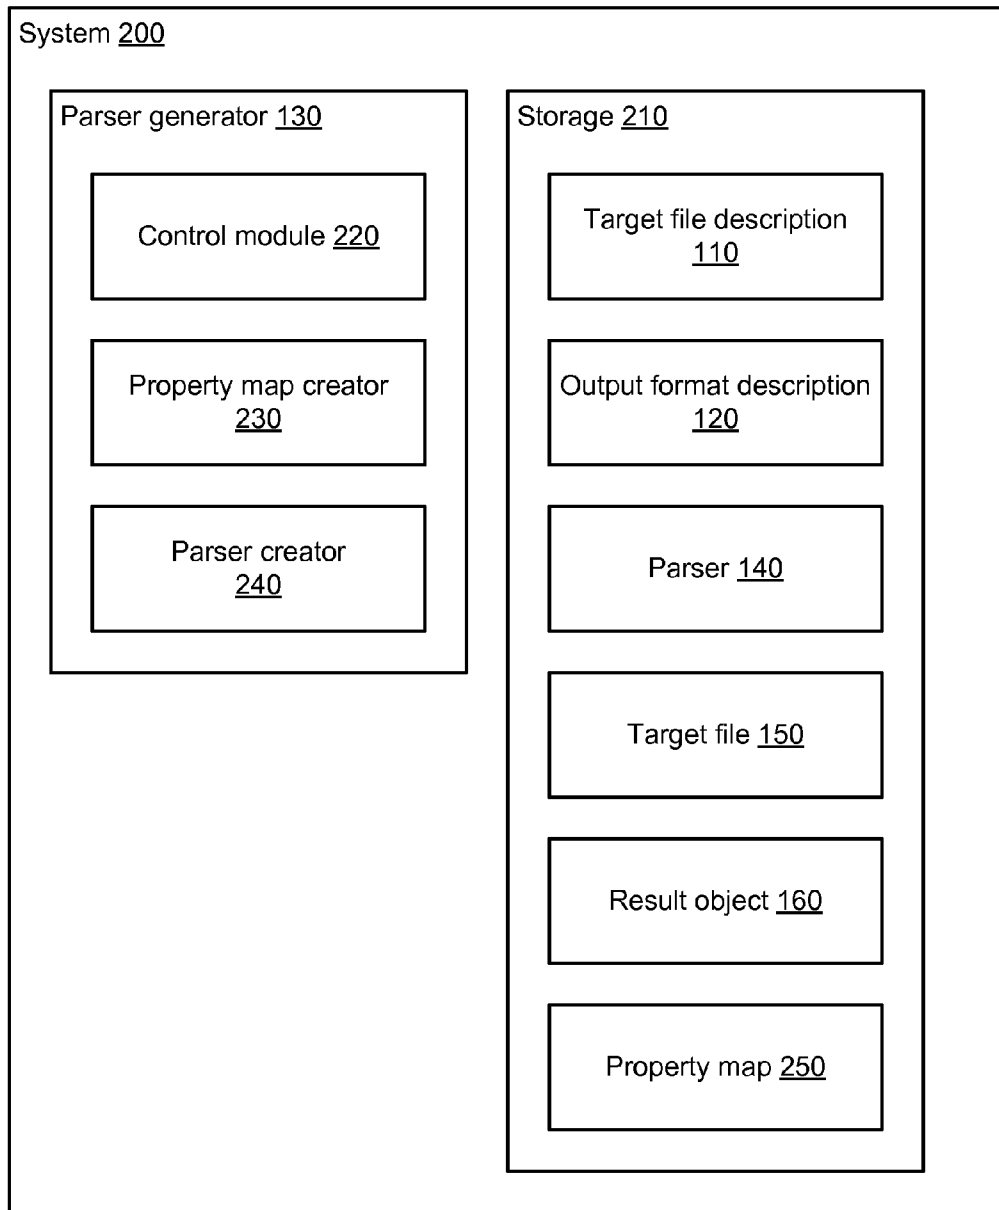 System 200
Parser generator 130
Control module 220
Property map creator
230
Parser creator
240
Storage 210
Target file description
110
Output format description
120
Parser 140
Target file 150
Result object 160
Property map 250